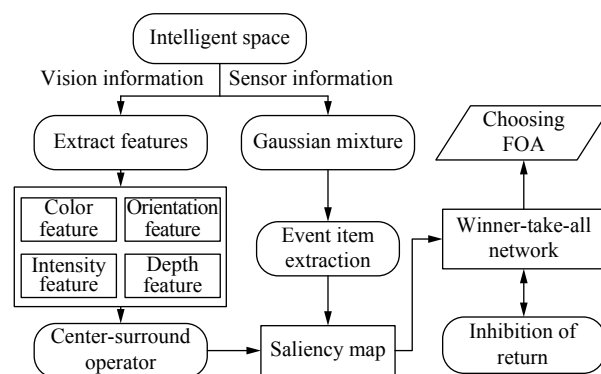 Intelligent space
Vision information
Sensor information
Extract features
Gaussian mixture
Choosing
FOA
Color
feature
Orientation
feature
Intensity
feature
Depth
feature
Event item
extraction
Winner-take-all
network
Center-surround
operator
Saliency map
Inhibition of
return